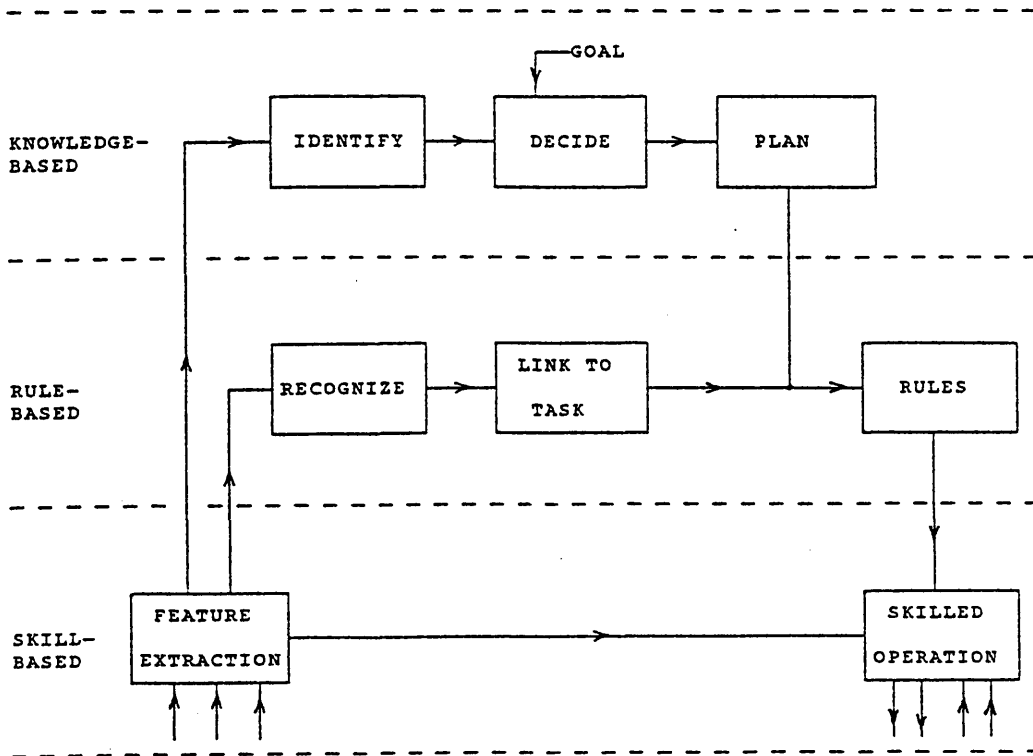 GOAL
KNOWLEDGE-
BASED
IDENTIFY
DECIDE
PLAN
RULE-
BASED
RECOGNIZE
LINK TO
TASK
RULES
SKILL-
BASED
FEATURE
EXTRACTION
SKILLED
OPERATION